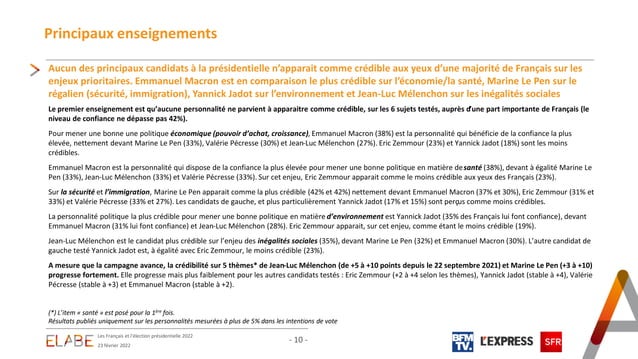 Principaux enseignements
Aucun des principaux candidats à la présidentielle n'apparait comme crédible aux yeux d'une majorité de Français sur les
enjeux prioritaires. Emmanuel Macron est en comparaison le plus crédible sur l'économie/la santé, Marine Le Pen sur le
régalien (sécurité, immigration), Yannick Jadot sur l'environnement et Jean-Luc Mélenchon sur les inégalités sociales
Le premier enseignement est qu'aucune personnalité ne parvient à apparaitre comme crédible, sur les 6 sujets testés, auprès d'une part importante de Français (le
niveau de confiance ne dépasse pas 42%).
Pour mener une bonne une politique économique (pouvoir d'achat, croissance), Emmanuel Macron (38%) est la personnalité qui bénéficie de la confiance la plus
élevée, nettement devant Marine Le Pen (33%), Valérie Pécresse (30%) et Jean-Luc Mélenchon (27%). Eric Zemmour (23%) et Yannick Jadot (18%) sont les moins
crédibles.
Emmanuel Macron est la personnalité qui dispose de la confiance la plus élevée pour mener une bonne politique en matière de santé (38%), devant à égalité Marine Le
Pen (33%), Jean-Luc Mélenchon (33%) et Valérie Pécresse (33%). Sur cet enjeu, Eric Zemmour apparait comme le moins crédible aux yeux des Français (23%).
Sur la sécurité et l'immigration, Marine Le Pen apparait comme la plus crédible (42% et 42%) nettement devant Emmanuel Macron (37% et 30%), Eric Zemmour (31% et
33%) et Valérie Pécresse (33% et 27%). Les candidats de gauche, et plus particulièrement Yannick Jadot (17% et 15%) sont perçus comme moins crédibles.
La personnalité politique la plus crédible pour mener une bonne politique en matière d'environnement est Yannick Jadot (35% des Français lui font confiance), devant
Emmanuel Macron (31% lui font confiance) et Jean-Luc Mélenchon (28%). Eric Zemmour apparait, sur cet enjeu, comme étant le moins crédible (19%).
Jean-Luc Mélenchon est le candidat plus crédible sur l'enjeu des inégalités sociales (35%), devant Marine Le Pen (32%) et Emmanuel Macron (30%). L'autre candidat de
gauche testé Yannick Jadot est, à égalité avec Eric Zemmour, le moins crédible (23%).
A mesure que la campagne avance, la crédibilité sur 5 thèmes* de Jean-Luc Mélenchon (de +5 à +10 points depuis le 22 septembre 2021) et Marine Le Pen (+3 à +10)
progresse fortement. Elle progresse mais plus faiblement pour les autres candidats testés : Eric Zemmour (+2 à +4 selon les thèmes), Yannick Jadot (stable à +4), Valérie
Pécresse (stable à +3) et Emmanuel Macron (stable à +2).
(*) L'item « santé » est posé pour la 1ère fois.
Résultats publiés uniquement sur les personnalités mesurées à plus de 5% dans les intentions de vote
ELABE
Les Français et l'élection présidentielle 2022
23 février 2022
- 10 -
BFM
TV.
L'EXPRESS
SFR